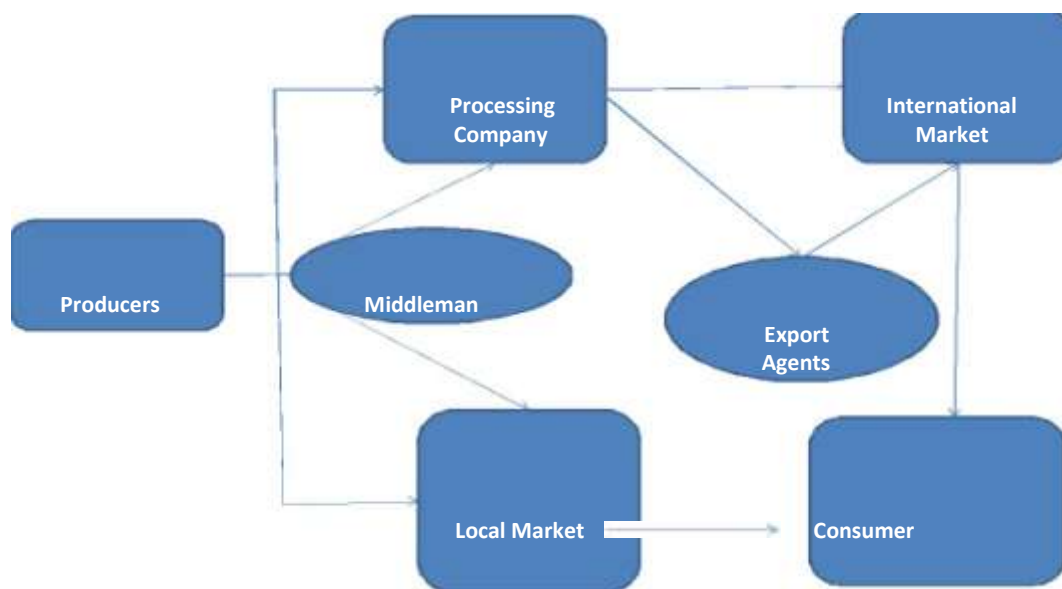 Processing
Company
International
Market
Producers
Middleman
Export
Agents
Local Market
Consumer